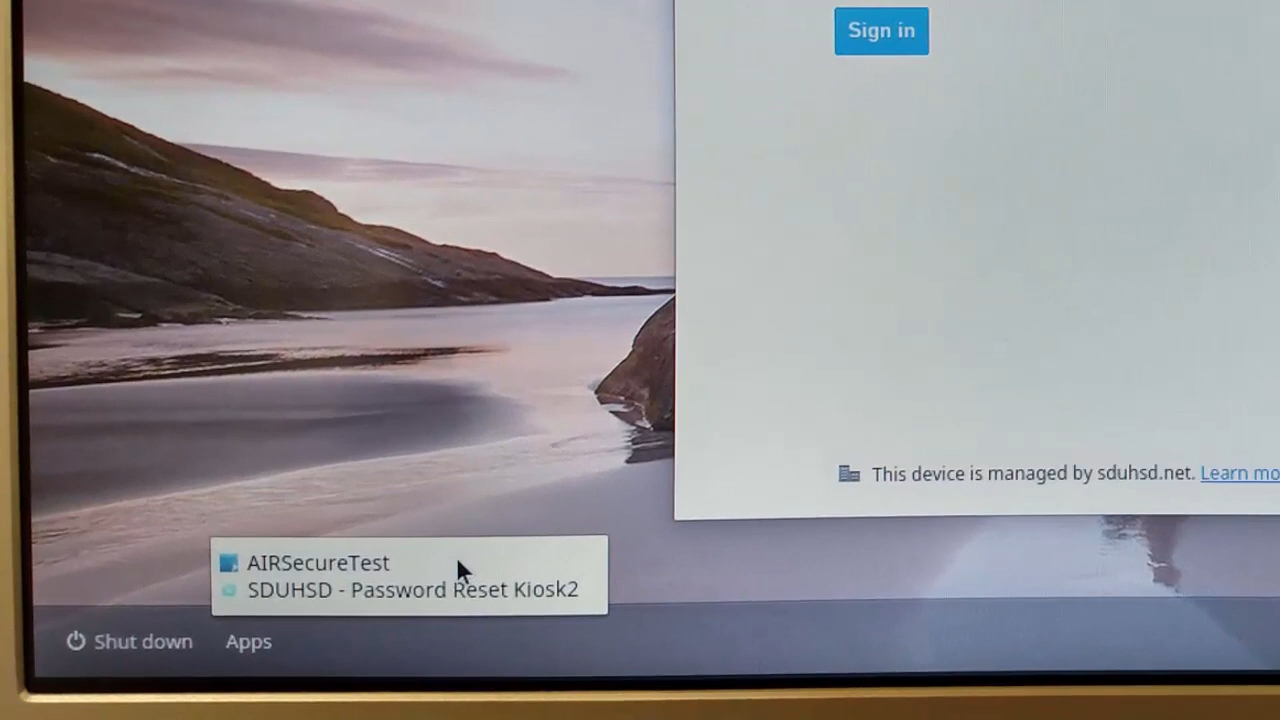 Sign in
This device is managed by sduhsd.net. Learn mo
AIRSecureTest
SDUHSD - Password Reset Kiosk2
Shut down
Apps